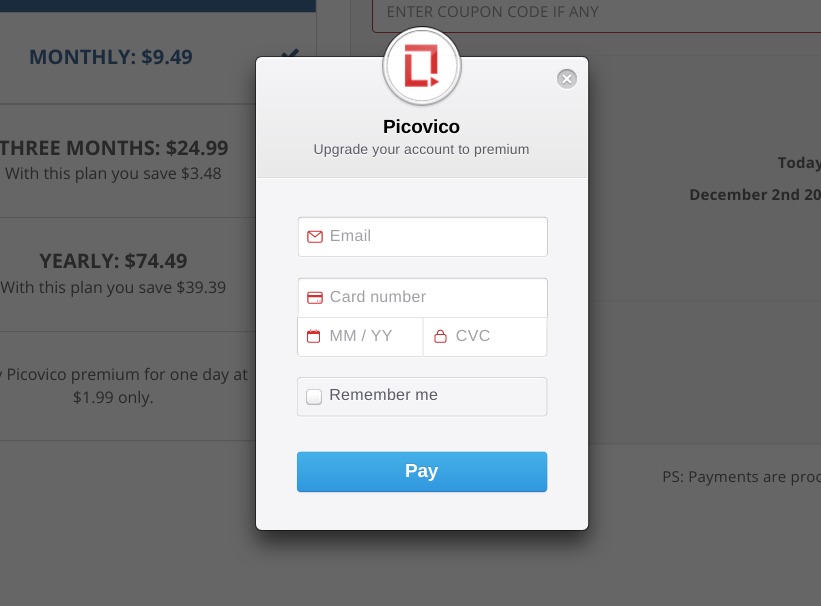 ENTER COUPON CODE IF ANY
MONTHLY: $9.49
THREE MONTHS: $24.99
With this plan you save $3.48
YEARLY: $74.49
With this plan you save $39.39
Picovico premium for one day at
$1.99 only.
Picovico
Upgrade your account to premium
Email
Card number
MM / YY
CVC
Remember me
Pay
Today
December 2nd 20
PS: Payments are proc